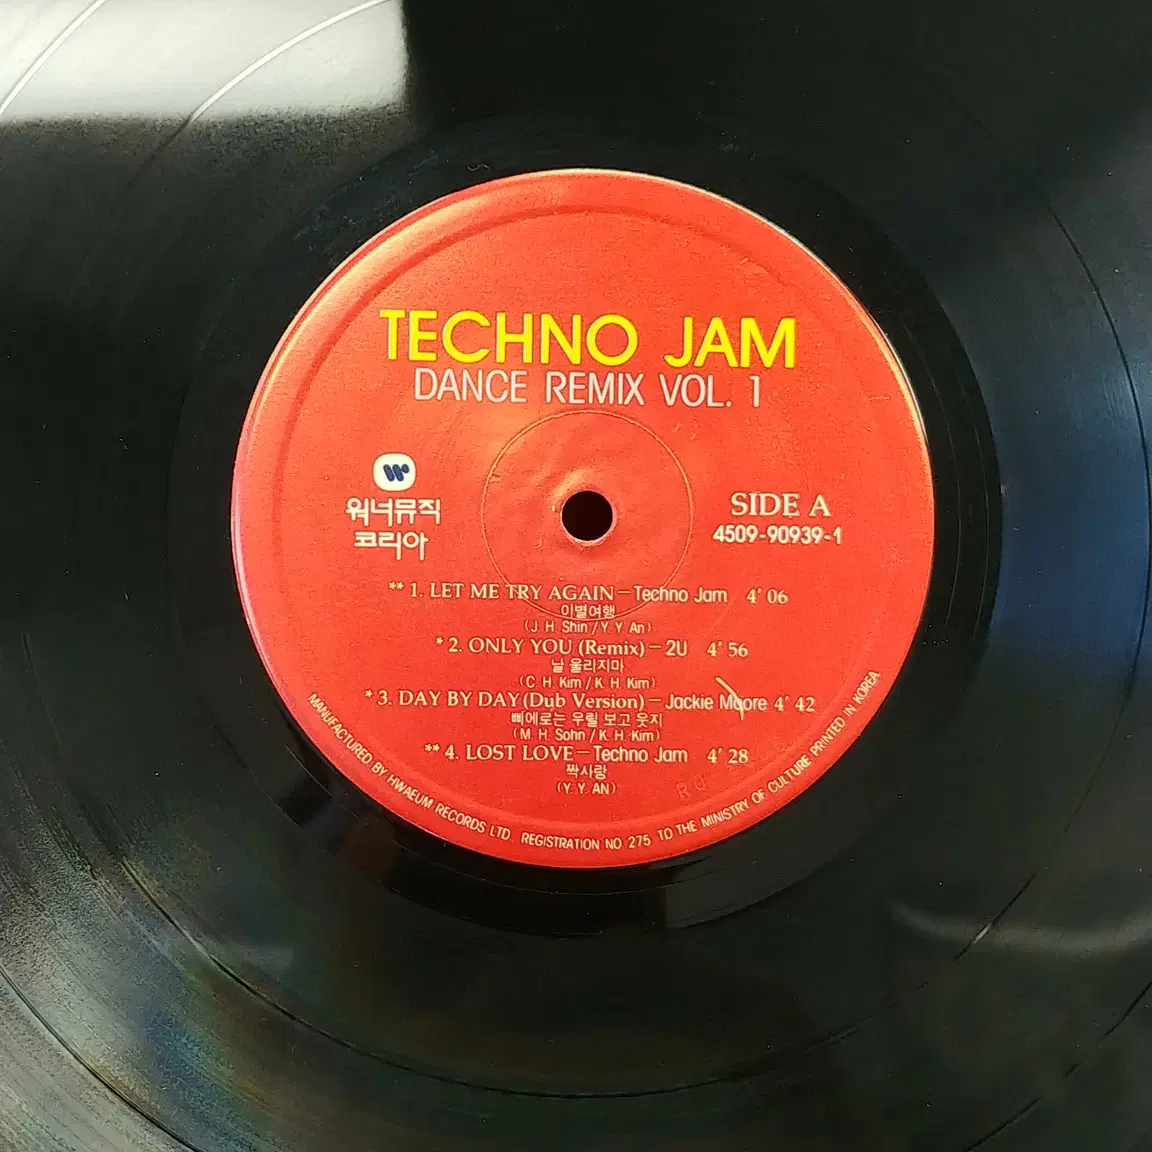 TECHNO JAM
DANCE REMIX VOL. 1
워너뮤직
코리아
SIDE A
4509-90939-1
** 1. LET ME TRY AGAIN – Techno Jam 4' 06
이별여행
(J. H. Shin / Y. Y. An)
* 2. ONLY YOU (Remix) – 2U 4' 56
날 울리지마
(C. H. Kim / K. H. Kim)
* 3. DAY BY DAY (Dub Version) – Jackie Moore 4' 42
삐에로는 우릴 보고 웃지
(M. H. Sohn / K. H. Kim)
** 4. LOST LOVE – Techno Jam 4' 28
짝사랑
(Y. Y. AN)
MANUFACTURED BY HWAEUM RECORDS LTD. REGISTRATION NO 275 TO THE MINISTRY OF CULTURE PRINTED IN KOREA